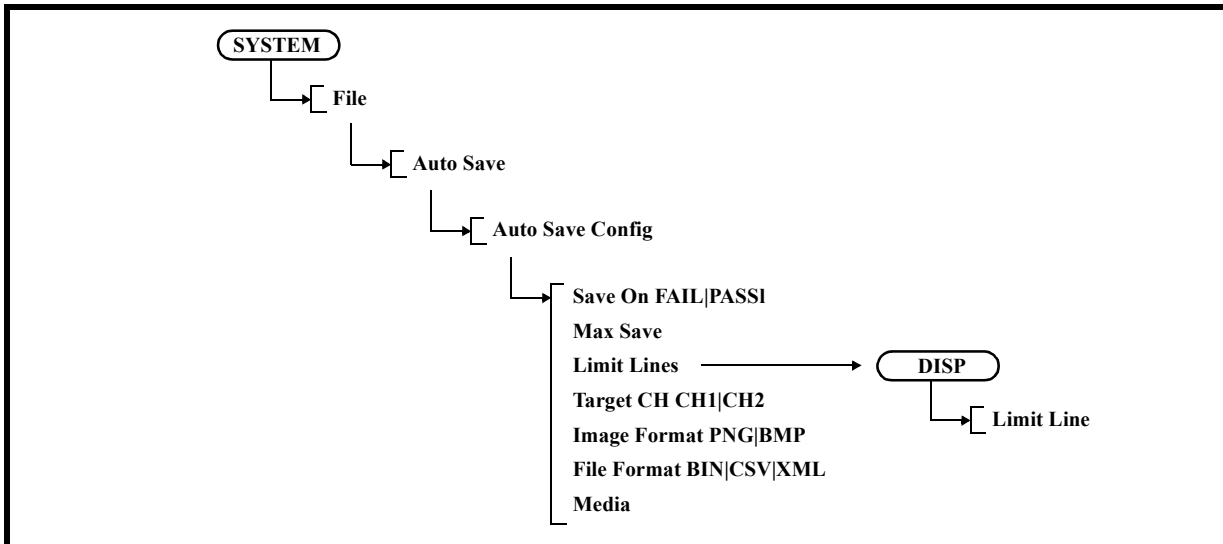 SYSTEM
File
Auto Save
Auto Save Config
Save On FAIL|PASSl
Max Save
Limit Lines
DISP
Target CH CH1|CH2
Limit Line
Image Format PNG|BMP
File Format BIN|CSV|XML
Media